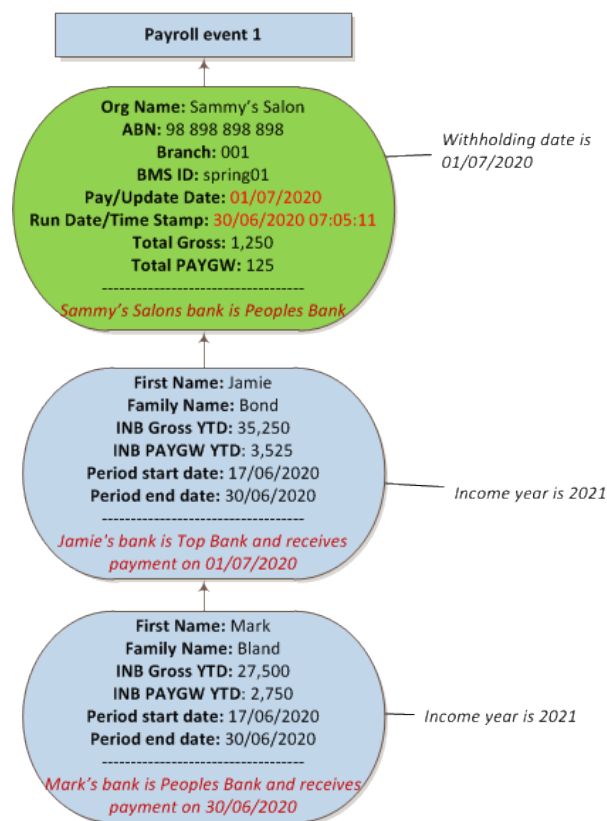 Payroll event 1
Org Name: Sammy's Salon
ABN: 98 898 898 898
Branch: 001
BMS ID: spring01
Pay/Update Date: 01/07/2020
Run Date/Time Stamp: 30/06/2020 07:05:11
Total Gross: 1,250
Total PAYGW: 125
-----------------------------------
Sammy's Salons bank is Peoples Bank
Withholding date is
01/07/2020
First Name: Jamie
Family Name: Bond
INB Gross YTD: 35,250
INB PAYGW YTD: 3,525
Period start date: 17/06/2020
Period end date: 30/06/2020
-----------------------------------
Jamie's bank is Top Bank and receives
payment on 01/07/2020
Income year is 2021
First Name: Mark
Family Name: Bland
INB Gross YTD: 27,500
INB PAYGW YTD: 2,750
Period start date: 17/06/2020
Period end date: 30/06/2020
-----------------------------------
Mark's bank is Peoples Bank and receives
payment on 30/06/2020
Income year is 2021